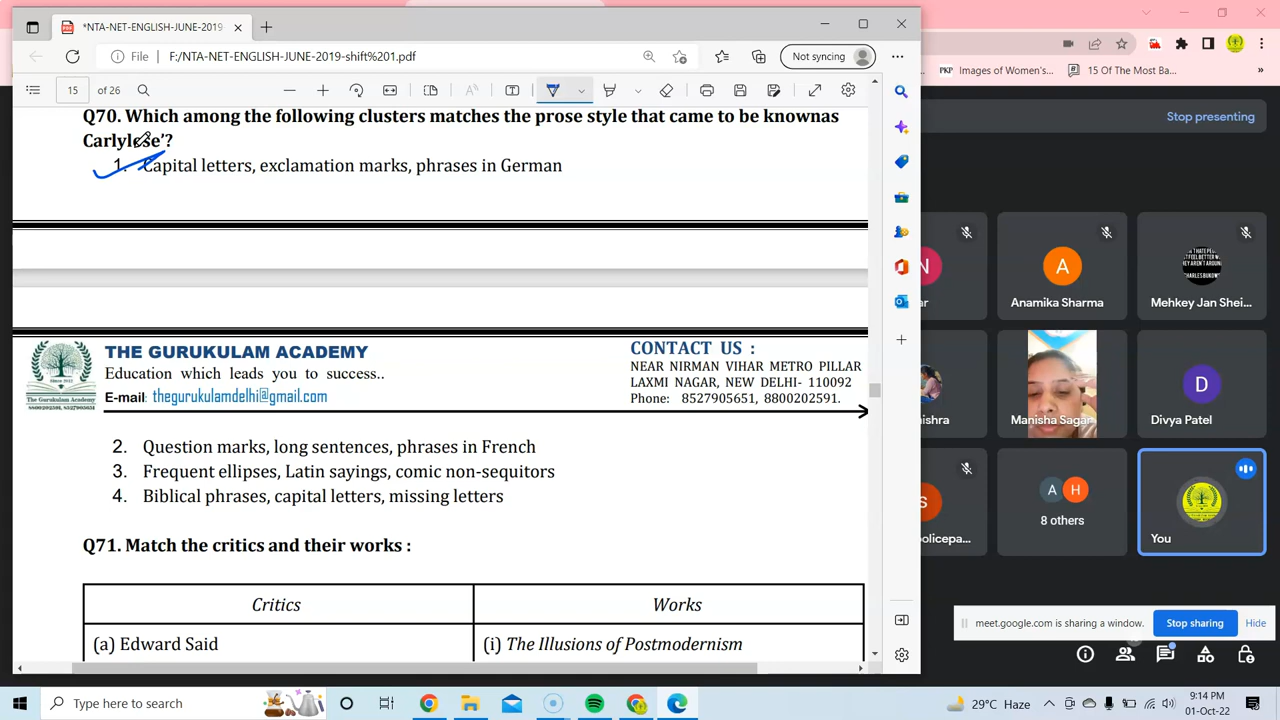 *NTA-NET-ENGLISH-JUNE-2019
File F:/NTA-NET-ENGLISH-JUNE-2019-shift%201.pdf
Not syncing
PKP Images of Women's...
15 Of The Most Ba...
15 of 26
Stop presenting
Q70. Which among the following clusters matches the prose style that came to be knownas
Carlylese'?
1. Capital letters, exclamation marks, phrases in German
THE GURUKULAM ACADEMY
Education which leads you to success..
E-mail: thegurukulamdelhi@gmail.com
CONTACT US :
NEAR NIRMAN VIHAR METRO PILLAR
LAXMI NAGAR, NEW DELHI- 110092
Phone: 8527905651, 8800202591.
2. Question marks, long sentences, phrases in French
3. Frequent ellipses, Latin sayings, comic non-sequitors
4. Biblical phrases, capital letters, missing letters
Q71. Match the critics and their works :
Critics Works
(a) Edward Said (i) The Illusions of Postmodernism
Anamika Sharma
Mehkey Jan Shei...
Manisha Sagar
D
Divya Patel
A H
8 others
You
meet.google.com is sharing a window. Stop sharing Hide
Type here to search
29°C Haze
9:14 PM
01-Oct-22